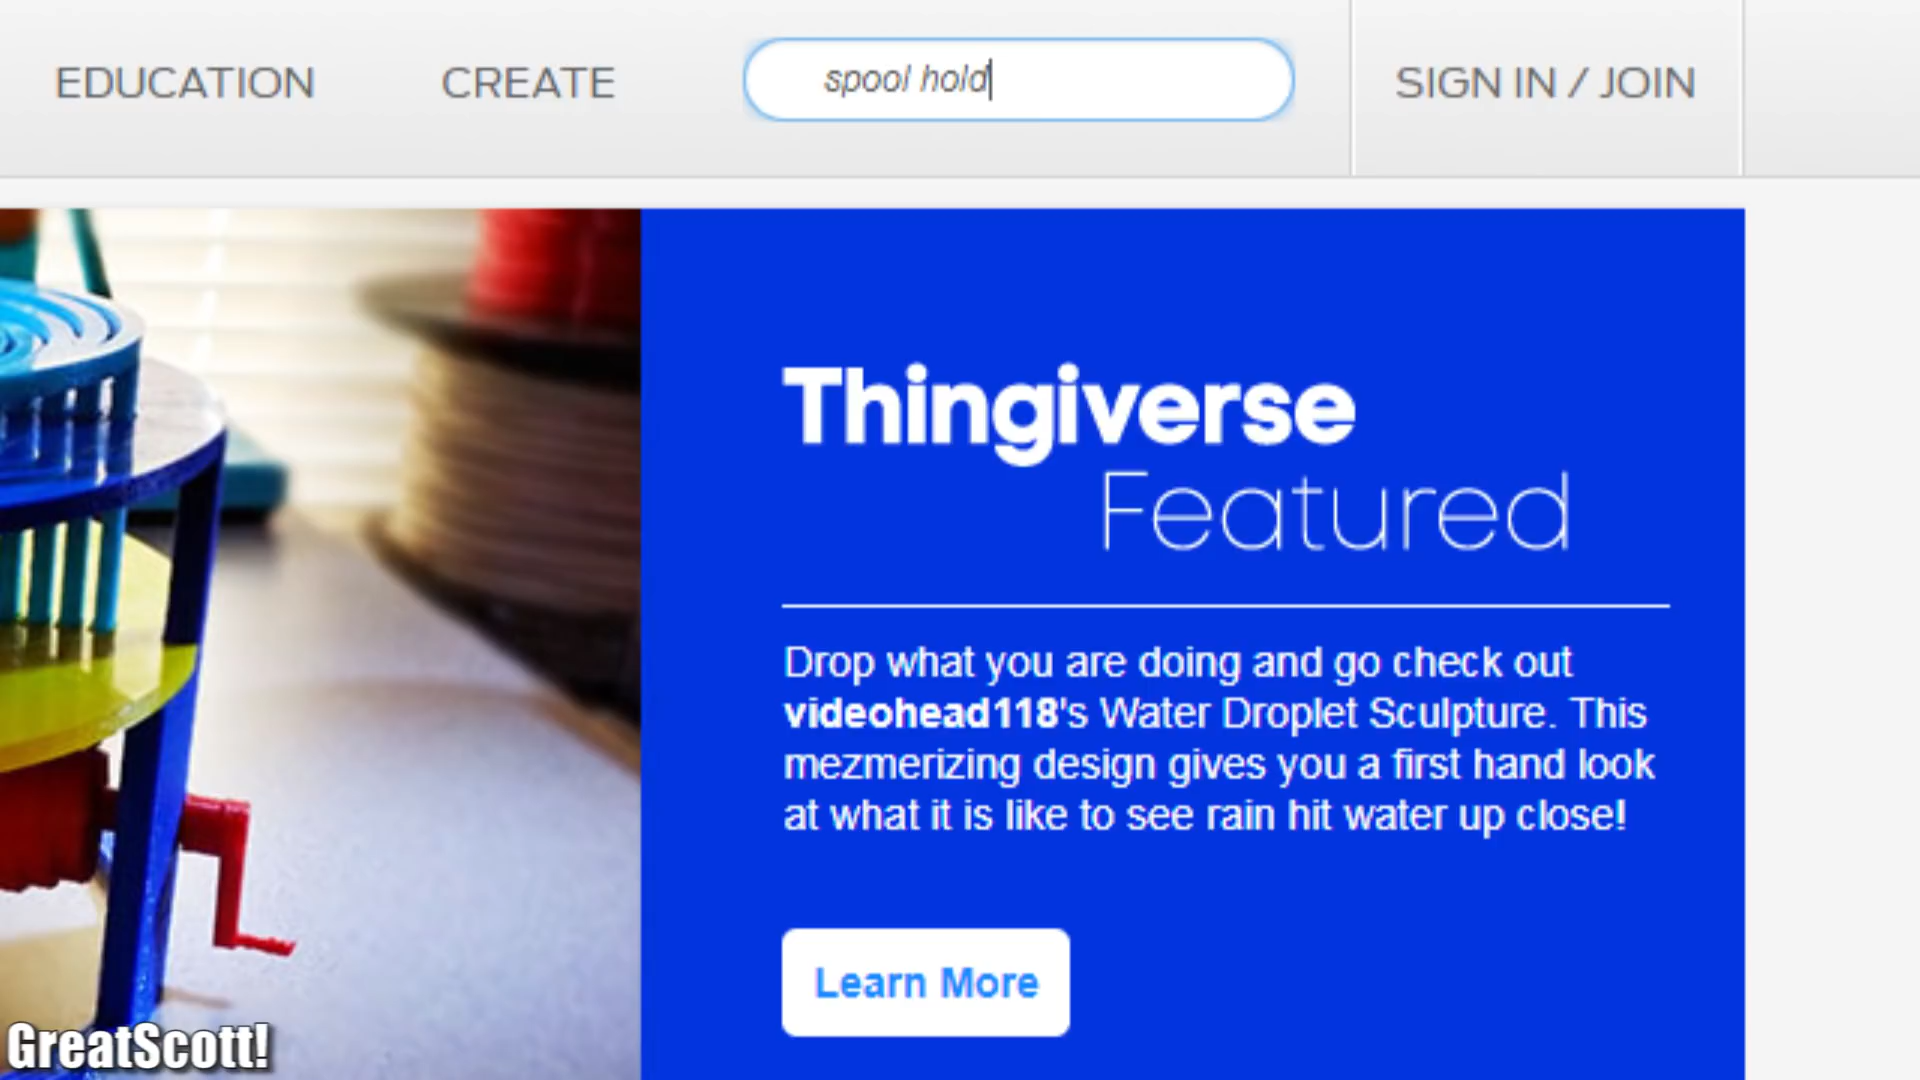 EDUCATION
CREATE
spool hold
SIGN IN / JOIN
Thingiverse
Featured
Drop what you are doing and go check out
videohead118's Water Droplet Sculpture. This
mezmerizing design gives you a first hand look
at what it is like to see rain hit water up close!
Learn More
GreatScott!